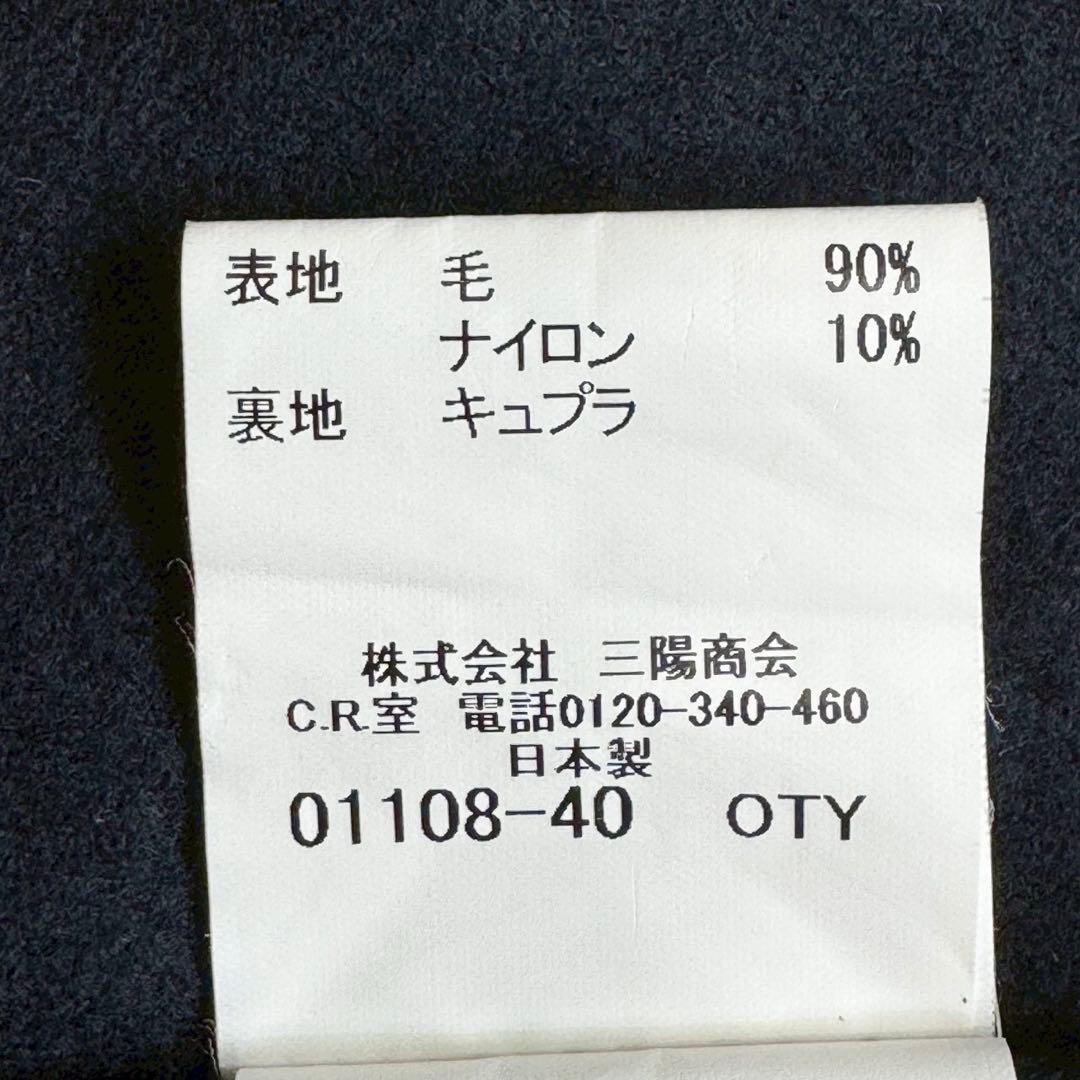 表地 毛 90%
ナイロン 10%
裏地 キュプラ
株式会社 三陽商会
C.R.室 電話0120-340-460
日本製
01108-40 OTY